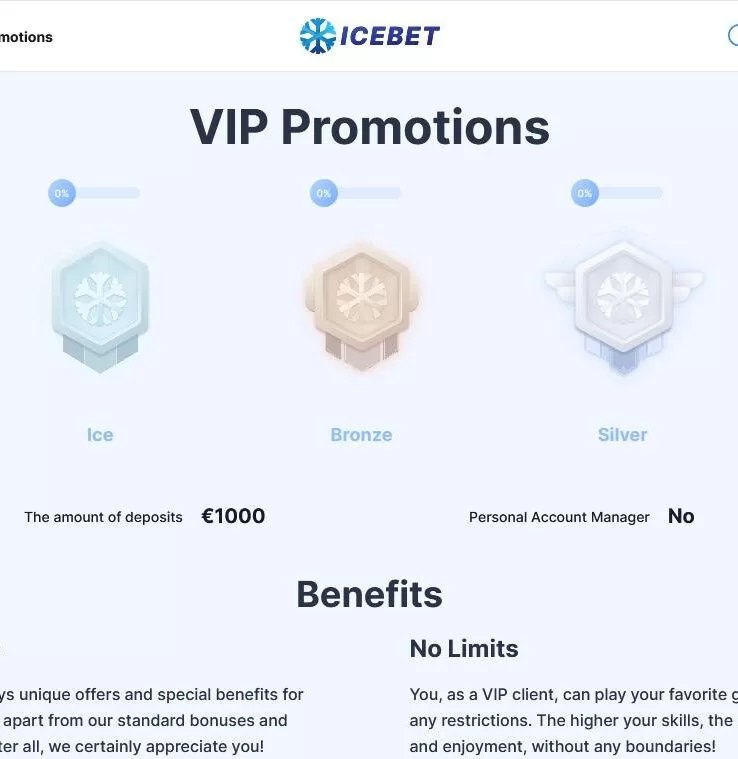 motions
ICEBET
VIP Promotions
0%
0%
0%
Ice
Bronze
Silver
The amount of deposits €1000
Personal Account Manager No
Benefits
No Limits
ys unique offers and special benefits for
apart from our standard bonuses and
ter all, we certainly appreciate you!
You, as a VIP client, can play your favorite g
any restrictions. The higher your skills, the
and enjoyment, without any boundaries!